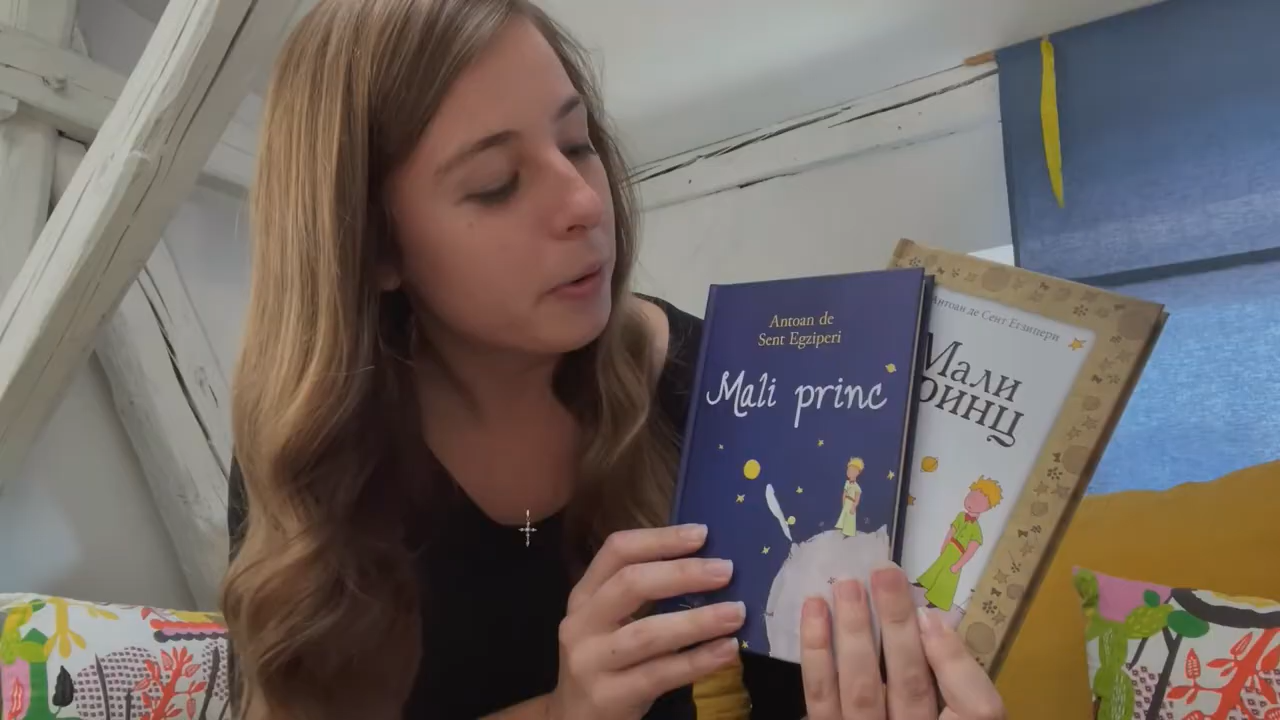 Antoan de
Sent Egziperi
Mali princ
Антоан де Сент Егзипери
Мали
ринц